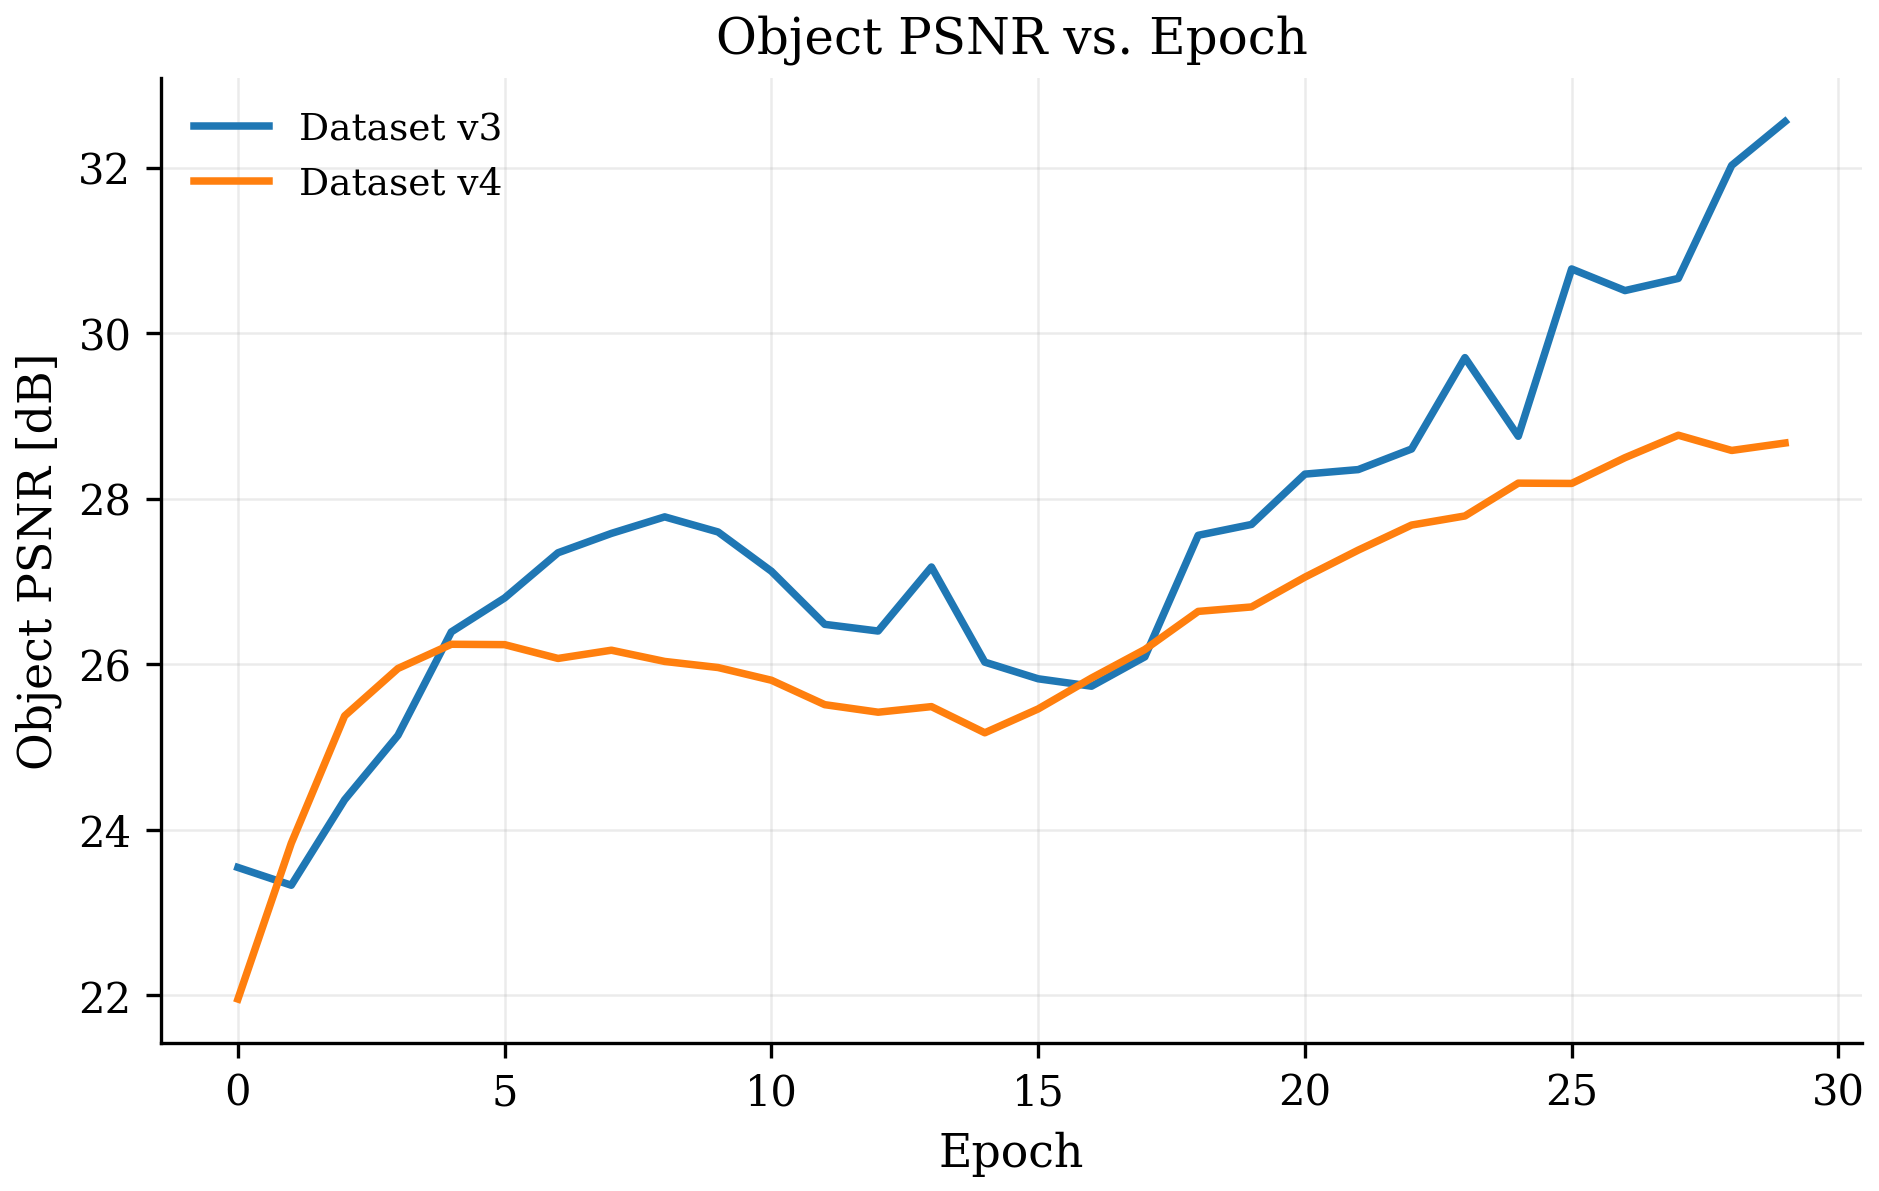 Object PSNR vs. Epoch
Dataset v3
Dataset v4
32
30
28
26
24
22
Object PSNR [dB]
0 5 10 15 20 25 30
Epoch